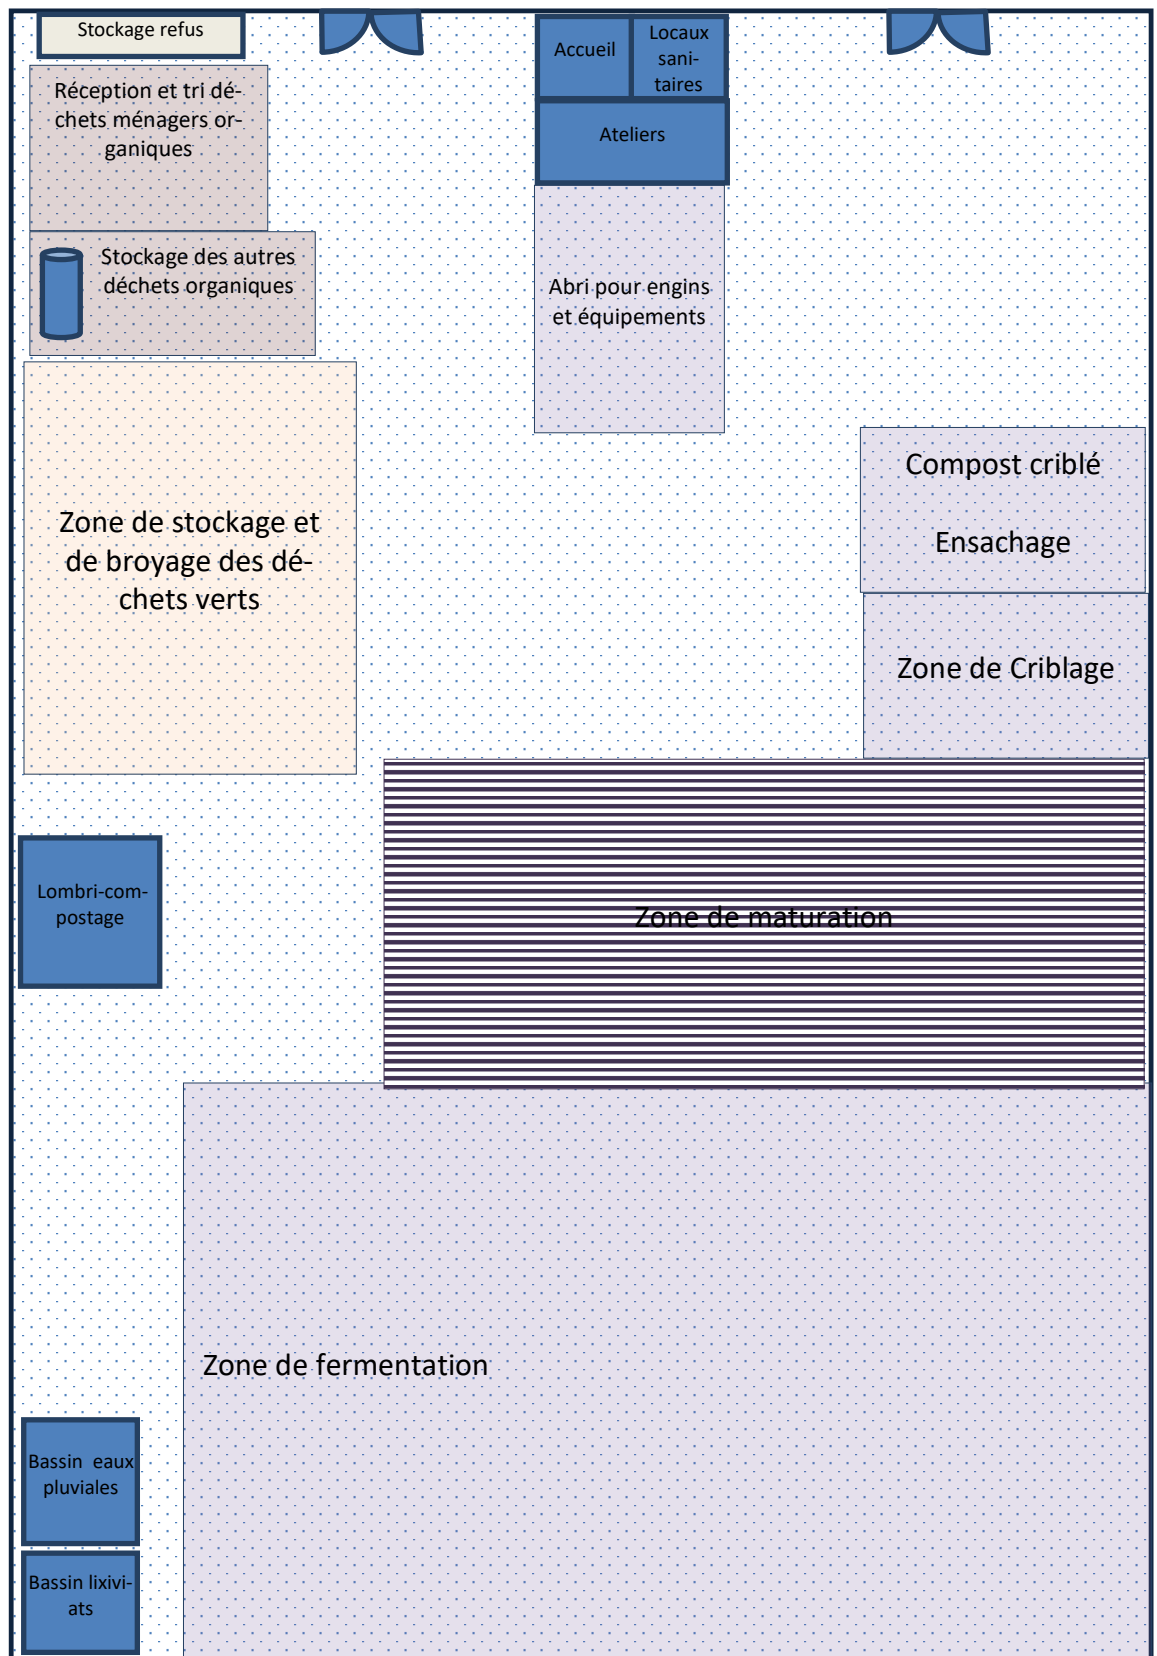 Stockage refus
Réception et tri dé-
chets ménagers or-
ganiques
Stockage des autres
déchets organiques
Zone de stockage et
de broyage des dé-
chets verts
Accueil
Locaux
sani-
taires
Ateliers
Abri pour engins
et équipements
Compost criblé
Ensachage
Zone de Criblage
Lombri-com-
postage
Zone de maturation
Zone de fermentation
Bassin eaux
pluviales
Bassin lixivi-
ats